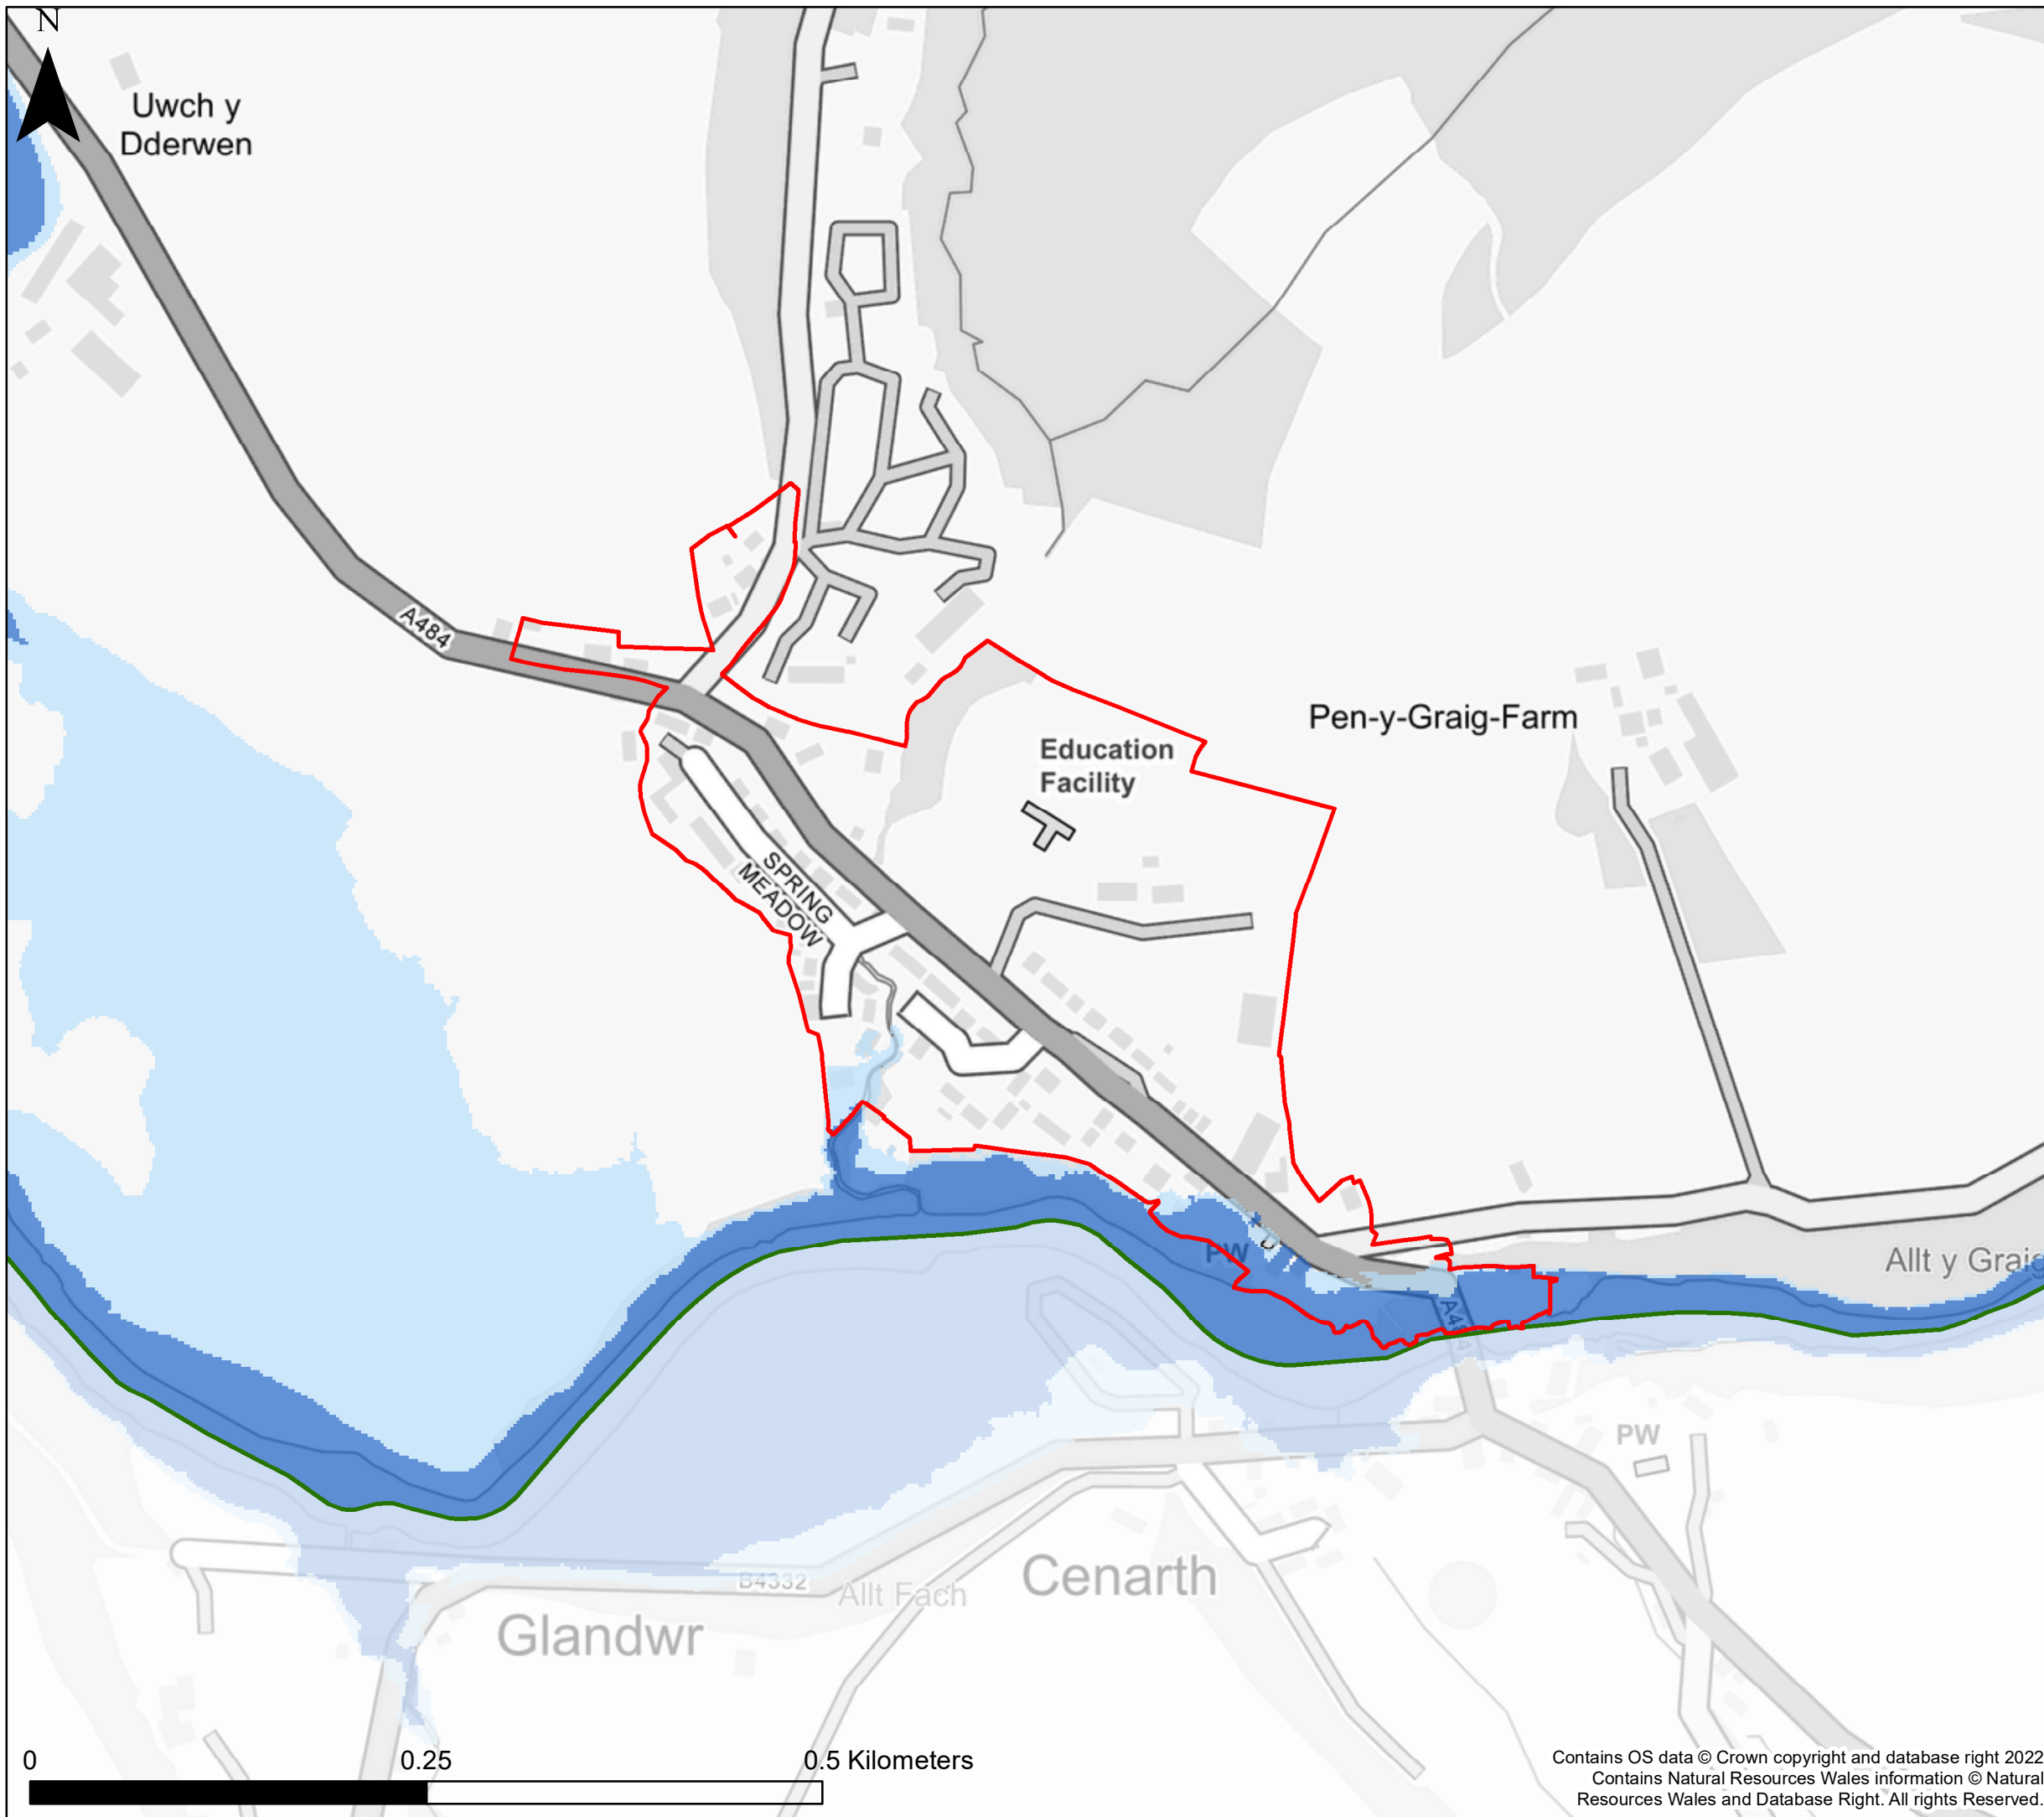 N
Uwch y
Dderwen
A484
Pen-y-Graig-Farm
Education
Facility
SPRING
MEADOW
PW
Allt y Graig
A484
PW
Cenarth
B4332
Allt Fach
Glandwr
0
0.25
0.5 Kilometers
Contains OS data © Crown copyright and database right 2022
Contains Natural Resources Wales information © Natural
Resources Wales and Database Right. All rights Reserved.